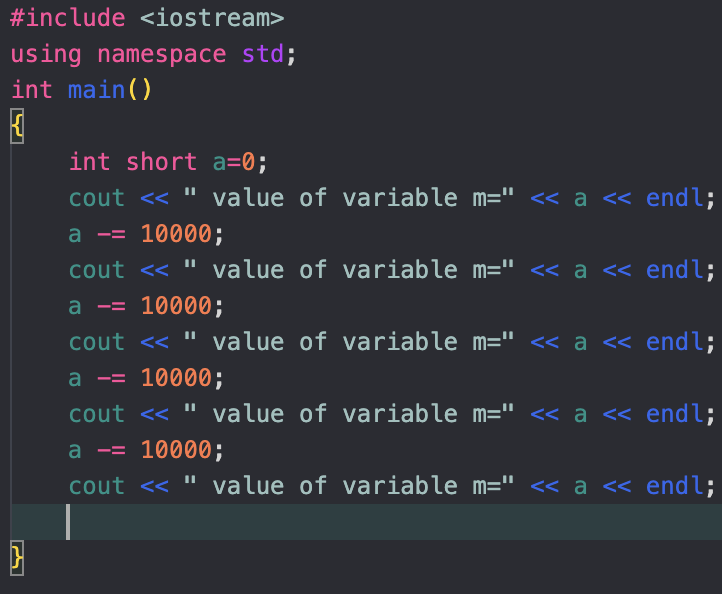 #include <iostream>
using namespace std;
int main()
{
    int short a=0;
    cout << " value of variable m=" << a << endl;
    a -= 10000;
    cout << " value of variable m=" << a << endl;
    a -= 10000;
    cout << " value of variable m=" << a << endl;
    a -= 10000;
    cout << " value of variable m=" << a << endl;
    a -= 10000;
    cout << " value of variable m=" << a << endl;
}